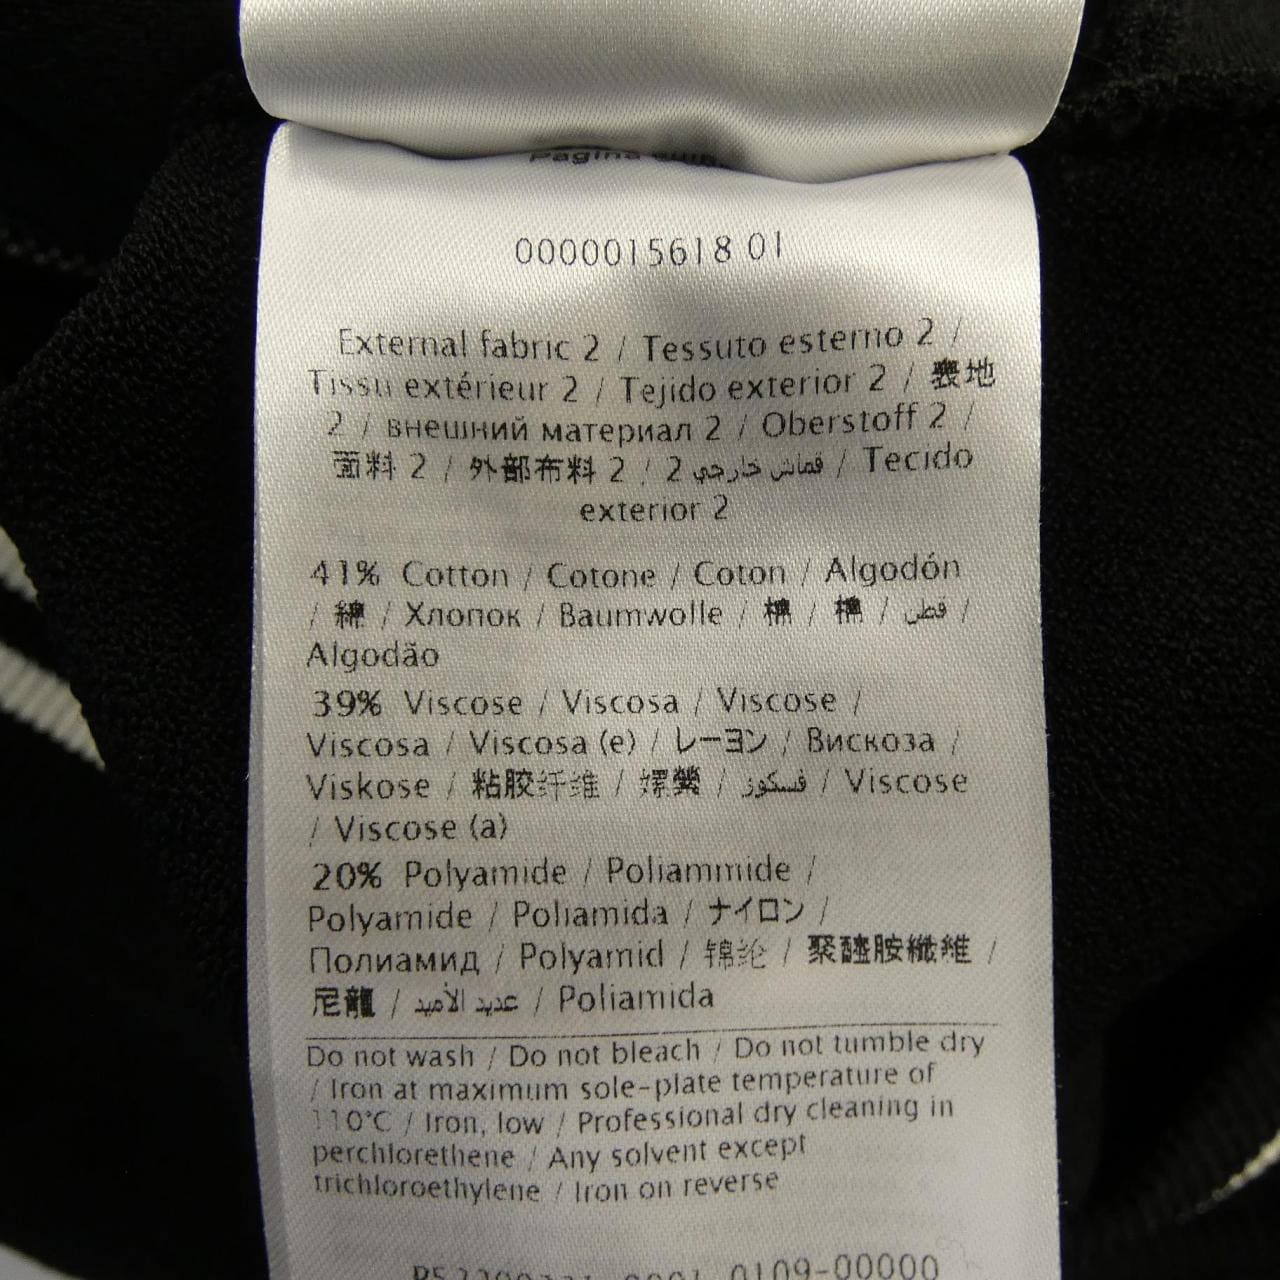 0000015618 01
External fabric 2 / Tessuto esterno 2 /
Tissu extérieur 2 / Tejido exterior 2 / 表地
2 / внешний материал 2 / Oberstoff 2 /
面料 2 / 外部布料 2 / قماش خارجي 2 / Tecido
exterior 2
41% Cotton / Cotone / Coton / Algodón
/ 綿 / Хлопок / Baumwolle / 棉 / 棉 / قطن /
Algodão
39% Viscose / Viscosa / Viscose /
Viscosa / Viscosa (e) / レーヨン / Вискоза /
Viskose / 粘胶纤维 / 嫘縈 / فسكوز / Viscose
/ Viscose (a)
20% Polyamide / Poliammide /
Polyamide / Poliamida / ナイロン /
Полиамид / Polyamid / 锦纶 / 聚醯胺纖維 /
尼龍 / عديد الأميد / Poliamida
Do not wash / Do not bleach / Do not tumble dry
/ Iron at maximum sole-plate temperature of
110°C / Iron, low / Professional dry cleaning in
perchlorethene / Any solvent except
trichloroethylene / Iron on reverse
0109-00000